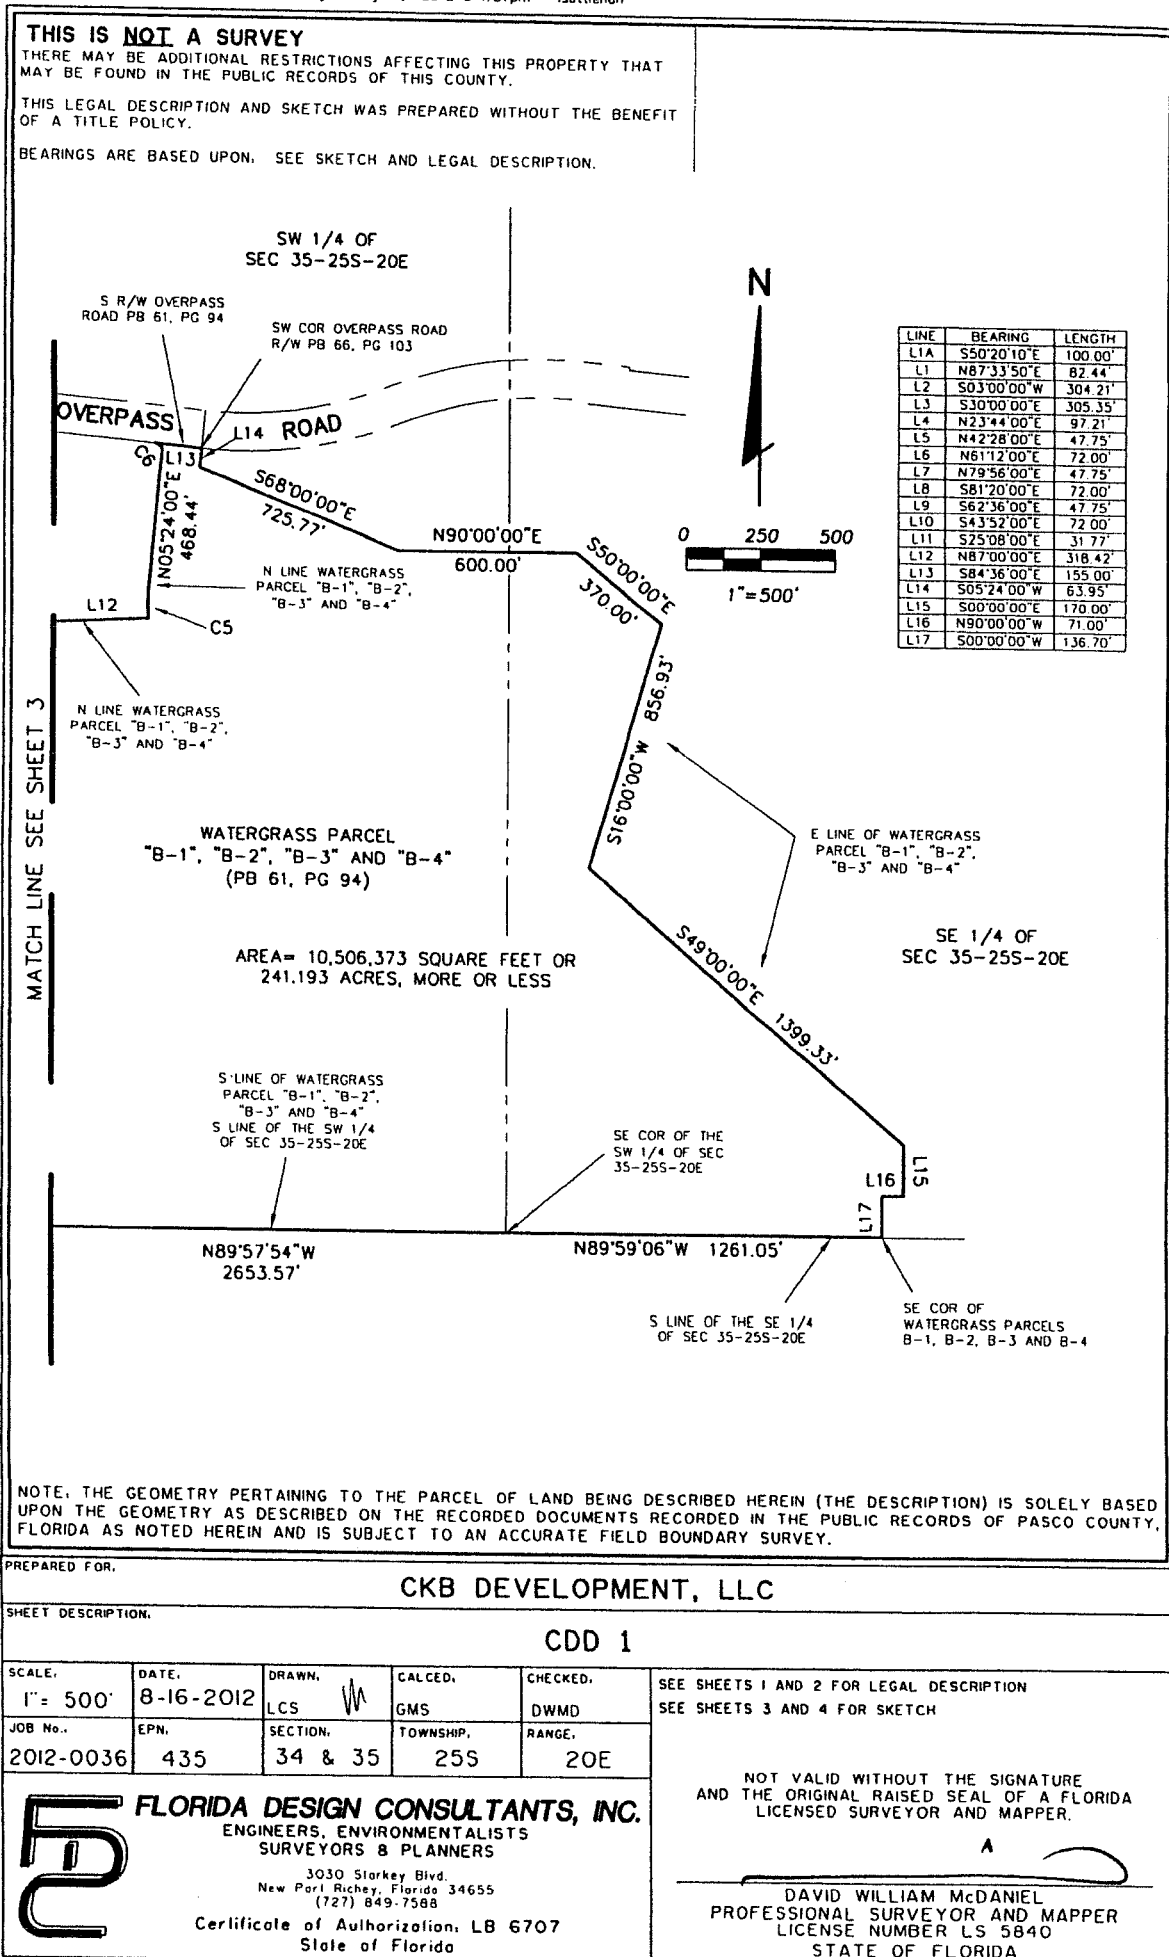 THIS IS NOT A SURVEY
THERE MAY BE ADDITIONAL RESTRICTIONS AFFECTING THIS PROPERTY THAT
MAY BE FOUND IN THE PUBLIC RECORDS OF THIS COUNTY.
THIS LEGAL DESCRIPTION AND SKETCH WAS PREPARED WITHOUT THE BENEFIT
OF A TITLE POLICY.
BEARINGS ARE BASED UPON, SEE SKETCH AND LEGAL DESCRIPTION.
SW 1/4 OF
SEC 35-25S-20E
S R/W OVERPASS
ROAD PB 61, PG 94
SW COR OVERPASS ROAD
R/W PB 66, PG 103
N
LINE BEARING LENGTH
L1A S50°20'10"E 100.00'
L1 N87°33'50"E 82.44'
L2 S03°00'00"W 304.21'
L3 S30°00'00"E 305.35'
L4 N23°44'00"E 97.21'
L5 N42°28'00"E 47.75'
L6 N61°12'00"E 72.00'
L7 N79°56'00"E 47.75'
L8 S81°20'00"E 72.00'
L9 S62°36'00"E 47.75'
L10 S43°52'00"E 72.00'
L11 S25°08'00"E 31.77'
L12 N87°00'00"E 318.42'
L13 S84°36'00"E 155.00'
L14 S05°24'00"W 63.95'
L15 S00°00'00"E 170.00'
L16 N90°00'00"W 71.00'
L17 S00°00'00"W 136.70'
OVERPASS ROAD
L14
C6
L13
S68°00'00"E
725.77'
N05°24'00"E
468.44'
N90°00'00"E
600.00'
S50°00'00"E
370.00'
0 250 500
1"=500'
N LINE WATERGRASS
PARCEL "B-1", "B-2",
"B-3" AND "B-4"
L12
C5
N LINE WATERGRASS
PARCEL "B-1", "B-2",
"B-3" AND "B-4"
MATCH LINE SEE SHEET 3
S16°00'00"W 856.93'
WATERGRASS PARCEL
"B-1", "B-2", "B-3" AND "B-4"
(PB 61, PG 94)
E LINE OF WATERGRASS
PARCEL "B-1", "B-2",
"B-3" AND "B-4"
AREA= 10,506,373 SQUARE FEET OR
241.193 ACRES, MORE OR LESS
SE 1/4 OF
SEC 35-25S-20E
S49°00'00"E 1399.33'
S LINE OF WATERGRASS
PARCEL "B-1", "B-2",
"B-3" AND "B-4"
S LINE OF THE SW 1/4
OF SEC 35-25S-20E
SE COR OF THE
SW 1/4 OF SEC
35-25S-20E
L16
L15
L17
N89°57'54"W
2653.57'
N89°59'06"W 1261.05'
S LINE OF THE SE 1/4
OF SEC 35-25S-20E
SE COR OF
WATERGRASS PARCELS
B-1, B-2, B-3 AND B-4
NOTE, THE GEOMETRY PERTAINING TO THE PARCEL OF LAND BEING DESCRIBED HEREIN (THE DESCRIPTION) IS SOLELY BASED
UPON THE GEOMETRY AS DESCRIBED ON THE RECORDED DOCUMENTS RECORDED IN THE PUBLIC RECORDS OF PASCO COUNTY,
FLORIDA AS NOTED HEREIN AND IS SUBJECT TO AN ACCURATE FIELD BOUNDARY SURVEY.
PREPARED FOR,
CKB DEVELOPMENT, LLC
SHEET DESCRIPTION,
CDD 1
SCALE, DATE, DRAWN, CALCED, CHECKED,
1"= 500' 8-16-2012 LCS GMS DWMD
JOB No., EPN, SECTION, TOWNSHIP, RANGE,
2012-0036 435 34 & 35 25S 20E
SEE SHEETS 1 AND 2 FOR LEGAL DESCRIPTION
SEE SHEETS 3 AND 4 FOR SKETCH
FLORIDA DESIGN CONSULTANTS, INC.
ENGINEERS, ENVIRONMENTALISTS
SURVEYORS & PLANNERS
3030 Starkey Blvd.
New Port Richey, Florida 34655
(727) 849-7588
Certificate of Authorization, LB 6707
State of Florida
NOT VALID WITHOUT THE SIGNATURE
AND THE ORIGINAL RAISED SEAL OF A FLORIDA
LICENSED SURVEYOR AND MAPPER.
DAVID WILLIAM McDANIEL
PROFESSIONAL SURVEYOR AND MAPPER
LICENSE NUMBER LS 5840
STATE OF FLORIDA